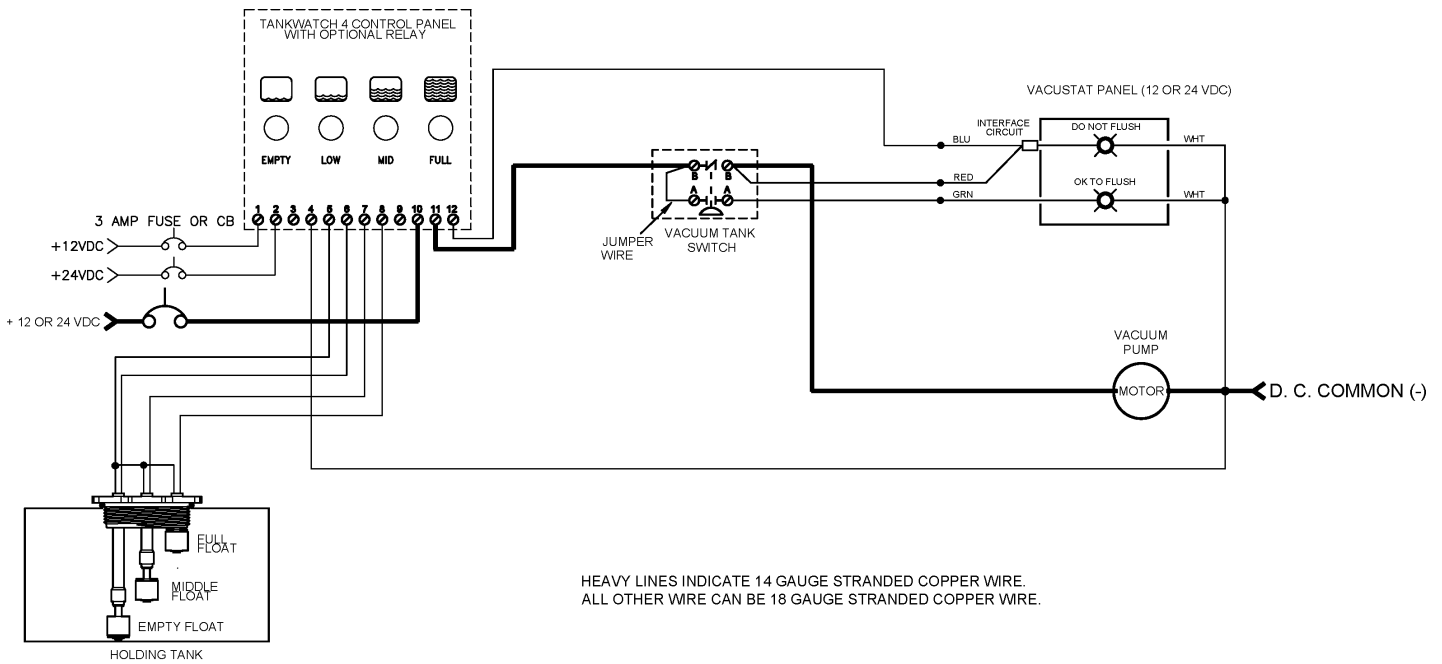 TANKWATCH 4 CONTROL PANEL
WITH OPTIONAL RELAY
EMPTY LOW MID FULL
1 2 3 4 5 6 7 8 9 10 11 12
3 AMP FUSE OR CB
+12VDC
+24VDC
+ 12 OR 24 VDC
B B
A A
JUMPER
WIRE
VACUUM TANK
SWITCH
VACUSTAT PANEL (12 OR 24 VDC)
INTERFACE
CIRCUIT
DO NOT FLUSH
BLU
WHT
RED
OK TO FLUSH
GRN
WHT
VACUUM
PUMP
MOTOR
D. C. COMMON (-)
FULL
FLOAT
MIDDLE
FLOAT
EMPTY FLOAT
HOLDING TANK
HEAVY LINES INDICATE 14 GAUGE STRANDED COPPER WIRE.
ALL OTHER WIRE CAN BE 18 GAUGE STRANDED COPPER WIRE.